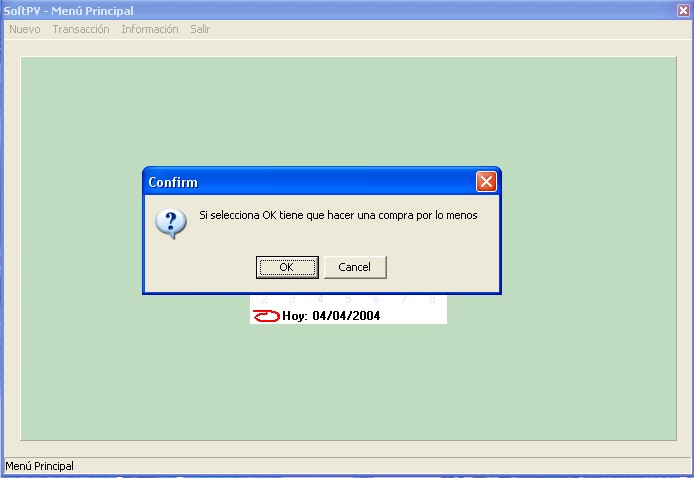 SoftPV - Menú Principal
Nuevo Transacción Información Salir
Confirm
Si selecciona OK tiene que hacer una compra por lo menos
OK Cancel
2 3 4 5 6 7 8
Hoy: 04/04/2004
Menú Principal